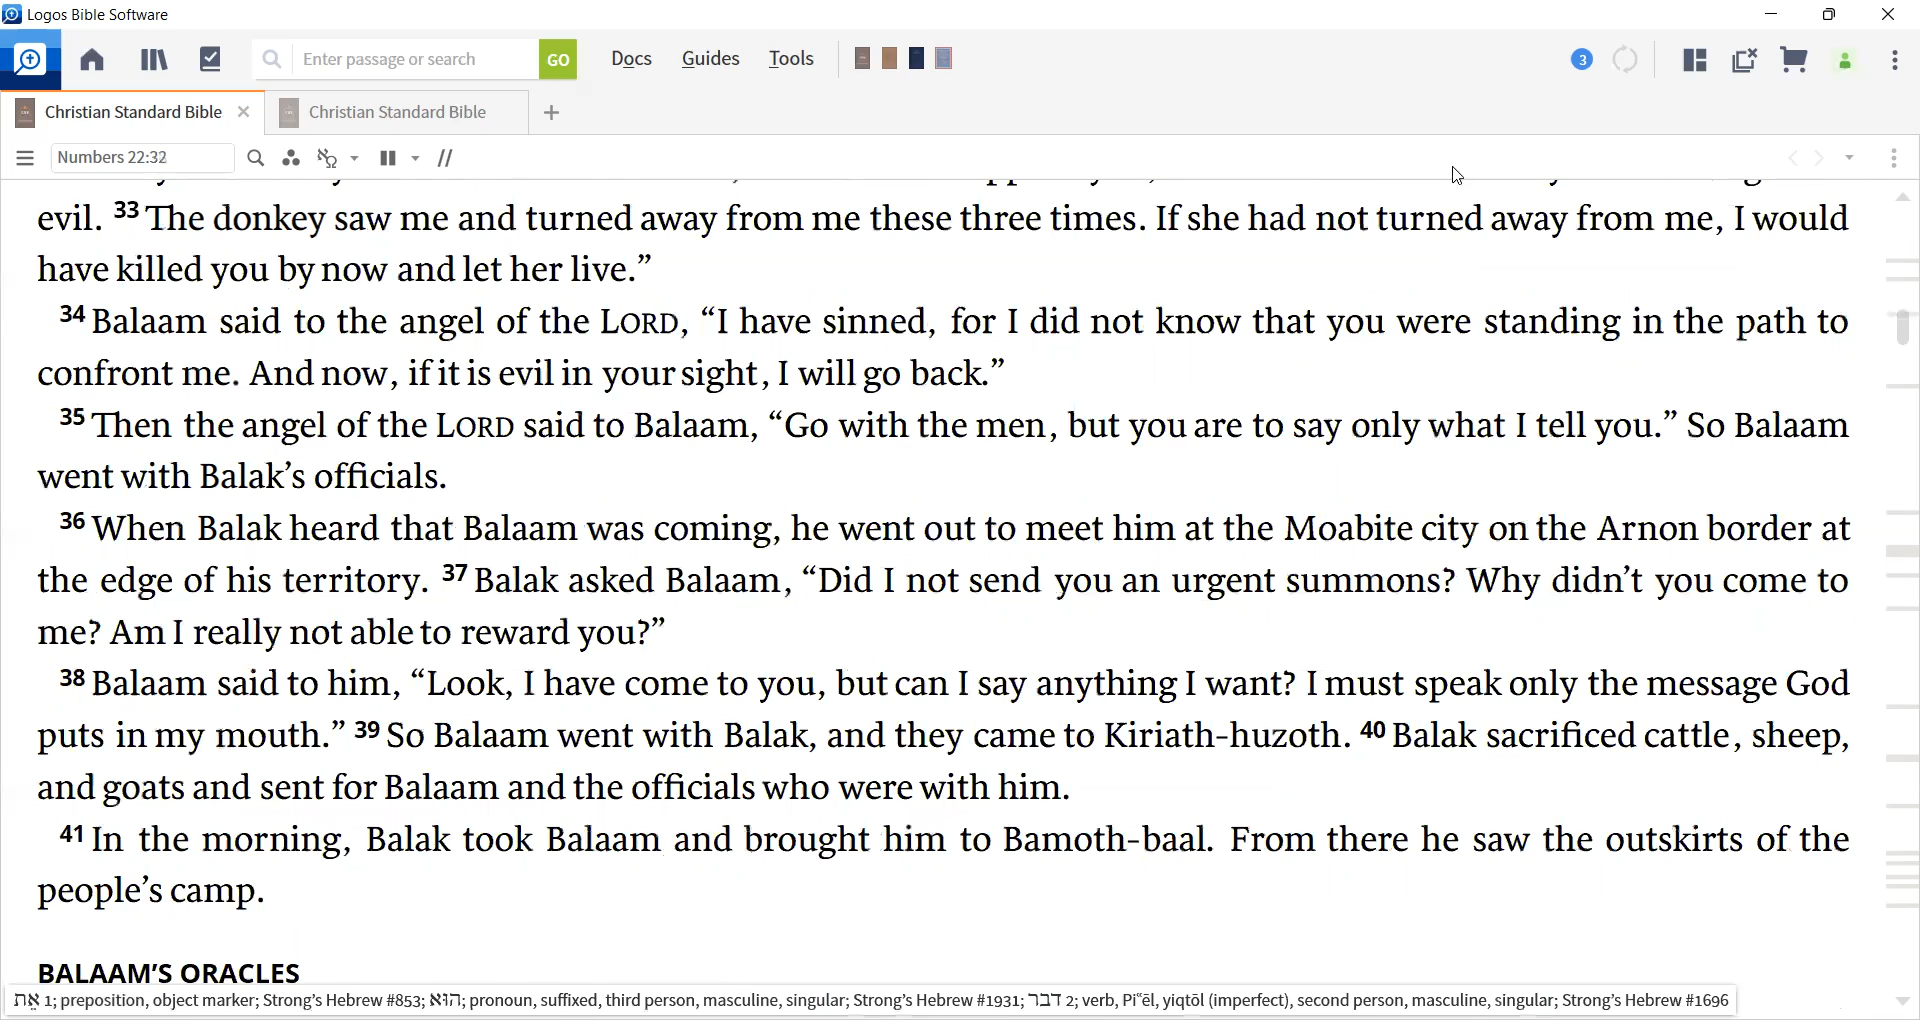 Logos Bible Software
Enter passage or search GO Docs Guides Tools 3
Christian Standard Bible Christian Standard Bible
Numbers 22:32
evil. 33 The donkey saw me and turned away from me these three times. If she had not turned away from me, I would
have killed you by now and let her live.”
34 Balaam said to the angel of the LORD, “I have sinned, for I did not know that you were standing in the path to
confront me. And now, if it is evil in your sight, I will go back.”
35 Then the angel of the LORD said to Balaam, “Go with the men, but you are to say only what I tell you.” So Balaam
went with Balak’s officials.
36 When Balak heard that Balaam was coming, he went out to meet him at the Moabite city on the Arnon border at
the edge of his territory. 37 Balak asked Balaam, “Did I not send you an urgent summons? Why didn’t you come to
me? Am I really not able to reward you?”
38 Balaam said to him, “Look, I have come to you, but can I say anything I want? I must speak only the message God
puts in my mouth.” 39 So Balaam went with Balak, and they came to Kiriath-huzoth. 40 Balak sacrificed cattle, sheep,
and goats and sent for Balaam and the officials who were with him.
41 In the morning, Balak took Balaam and brought him to Bamoth-baal. From there he saw the outskirts of the
people’s camp.
BALAAM’S ORACLES
אֵת 1; preposition, object marker; Strong’s Hebrew #853; הוּא; pronoun, suffixed, third person, masculine, singular; Strong’s Hebrew #1931; דבר 2; verb, Piʿʿēl, yiqtōl (imperfect), second person, masculine, singular; Strong’s Hebrew #1696